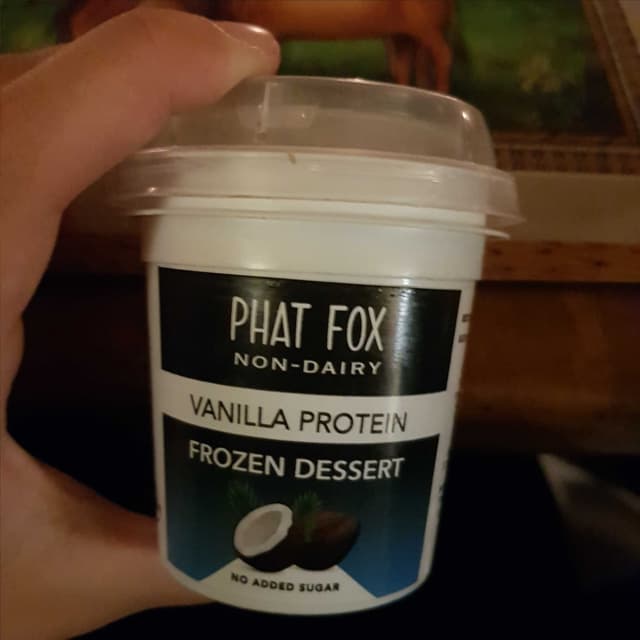 PHAT FOX
NON-DAIRY
VANILLA PROTEIN
FROZEN DESSERT
NO ADDED SUGAR